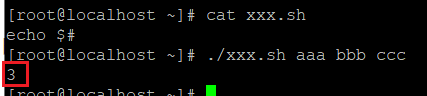 [root@localhost ~]# cat xxx.sh
echo $#
[root@localhost ~]# ./xxx.sh aaa bbb ccc
3
[root@localhost ~]#